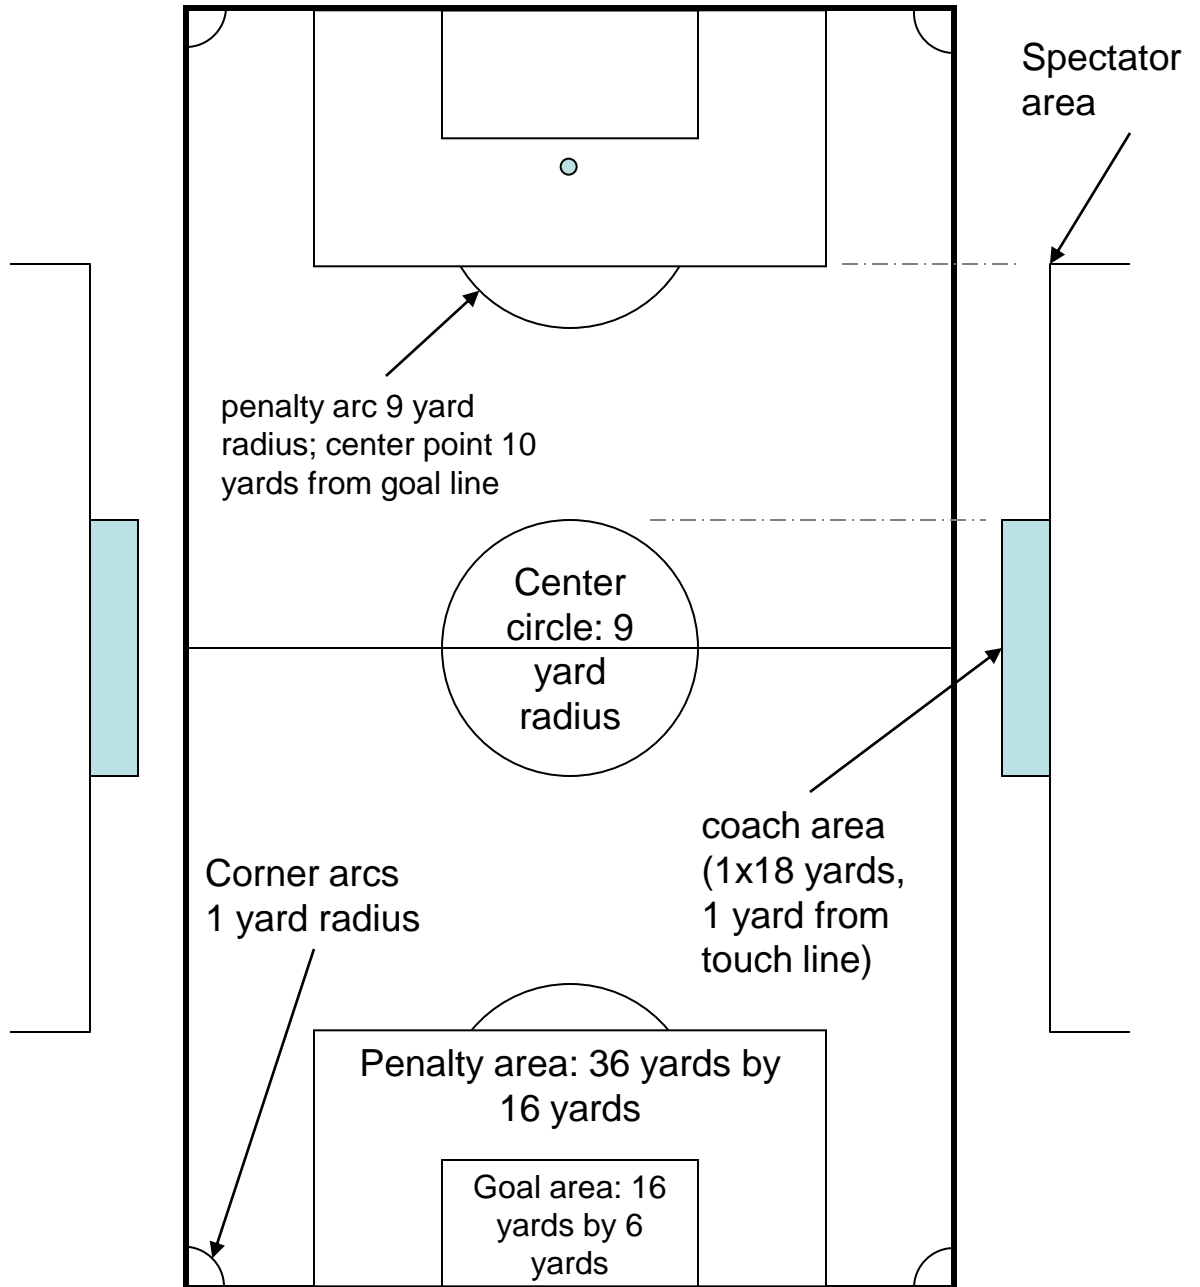 Spectator
area
penalty arc 9 yard
radius; center point 10
yards from goal line
Center
circle: 9
yard
radius
coach area
(1x18 yards,
1 yard from
touch line)
Corner arcs
1 yard radius
Penalty area: 36 yards by
16 yards
Goal area: 16
yards by 6
yards